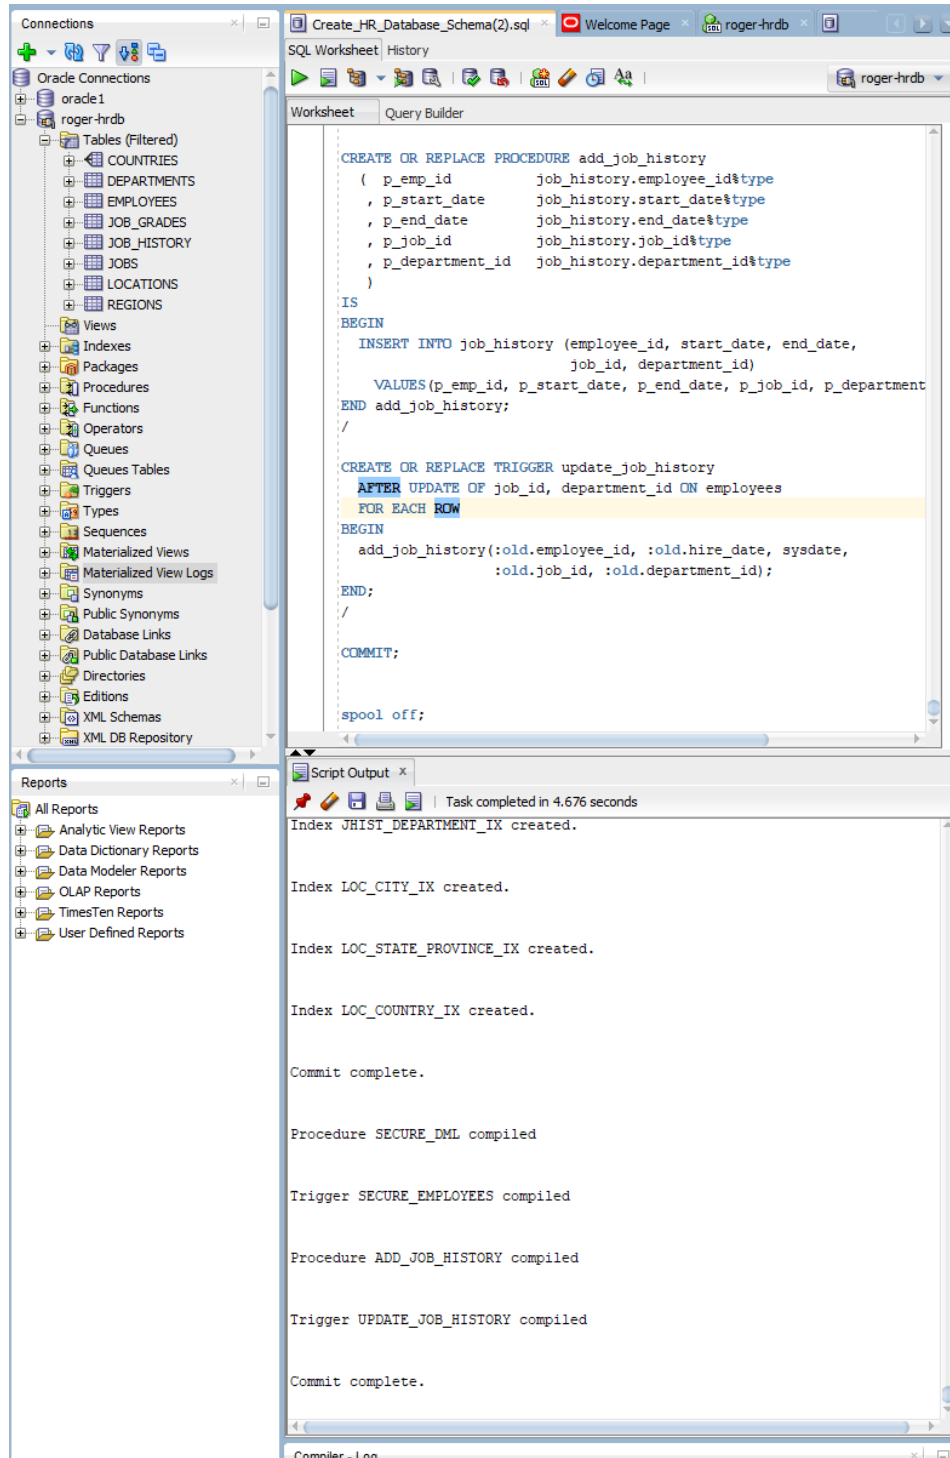 Connections
Oracle Connections
oracle1
roger-hrdb
Tables (Filtered)
COUNTRIES
DEPARTMENTS
EMPLOYEES
JOB_GRADES
JOB_HISTORY
JOBS
LOCATIONS
REGIONS
Views
Indexes
Packages
Procedures
Functions
Operators
Queues
Queues Tables
Triggers
Types
Sequences
Materialized Views
Materialized View Logs
Synonyms
Public Synonyms
Database Links
Public Database Links
Directories
Editions
XML Schemas
XML DB Repository
Reports
All Reports
Analytic View Reports
Data Dictionary Reports
Data Modeler Reports
OLAP Reports
TimesTen Reports
User Defined Reports
Create_HR_Database_Schema(2).sql Welcome Page roger-hrdb
SQL Worksheet History
roger-hrdb
Worksheet Query Builder
CREATE OR REPLACE PROCEDURE add_job_history
( p_emp_id job_history.employee_id%type
, p_start_date job_history.start_date%type
, p_end_date job_history.end_date%type
, p_job_id job_history.job_id%type
, p_department_id job_history.department_id%type
)
IS
BEGIN
INSERT INTO job_history (employee_id, start_date, end_date,
job_id, department_id)
VALUES(p_emp_id, p_start_date, p_end_date, p_job_id, p_department
END add_job_history;
/
CREATE OR REPLACE TRIGGER update_job_history
AFTER UPDATE OF job_id, department_id ON employees
FOR EACH ROW
BEGIN
add_job_history(:old.employee_id, :old.hire_date, sysdate,
:old.job_id, :old.department_id);
END;
/
COMMIT;
spool off;
Script Output
Task completed in 4.676 seconds
Index JHIST_DEPARTMENT_IX created.
Index LOC_CITY_IX created.
Index LOC_STATE_PROVINCE_IX created.
Index LOC_COUNTRY_IX created.
Commit complete.
Procedure SECURE_DML compiled
Trigger SECURE_EMPLOYEES compiled
Procedure ADD_JOB_HISTORY compiled
Trigger UPDATE_JOB_HISTORY compiled
Commit complete.
Compiler - Log